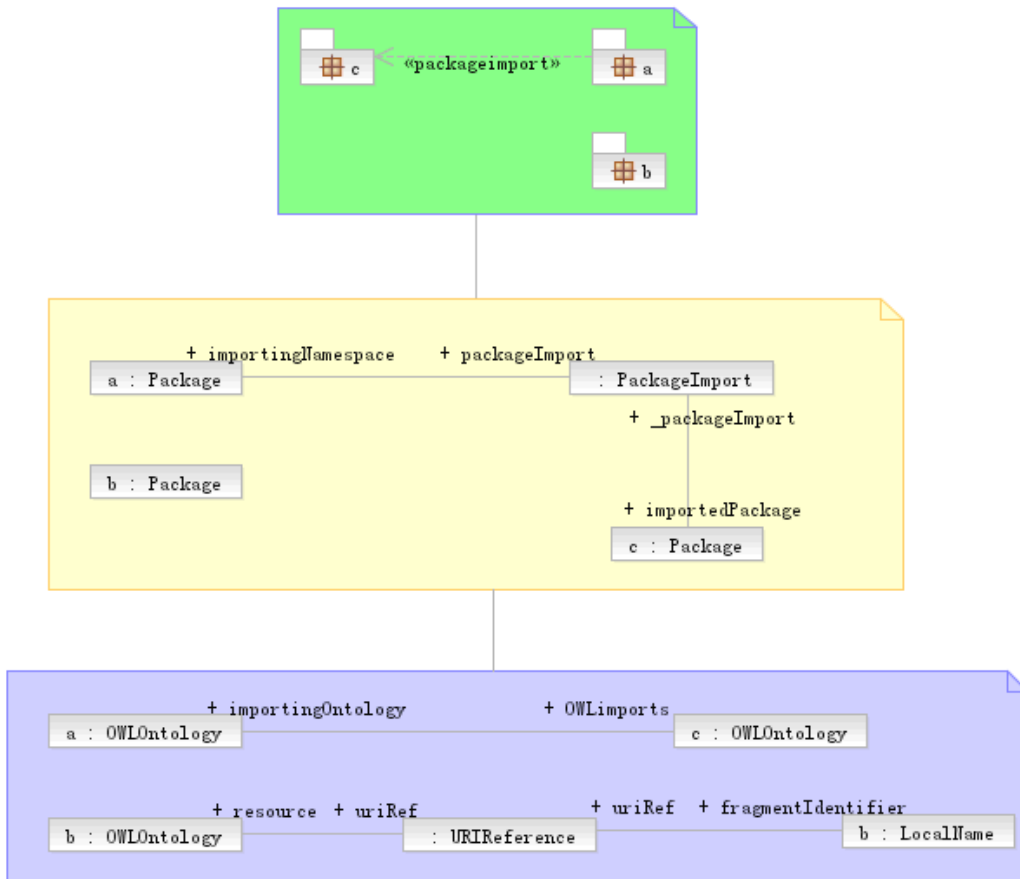 c «packageimport» a
b
+ importingNamespace + packageImport
a : Package : PackageImport
+ _packageImport
b : Package
+ importedPackage
c : Package
+ importingOntology + OWLimports
a : OWLOntology c : OWLOntology
+ resource + uriRef + uriRef + fragmentIdentifier
b : OWLOntology : URIReference b : LocalName